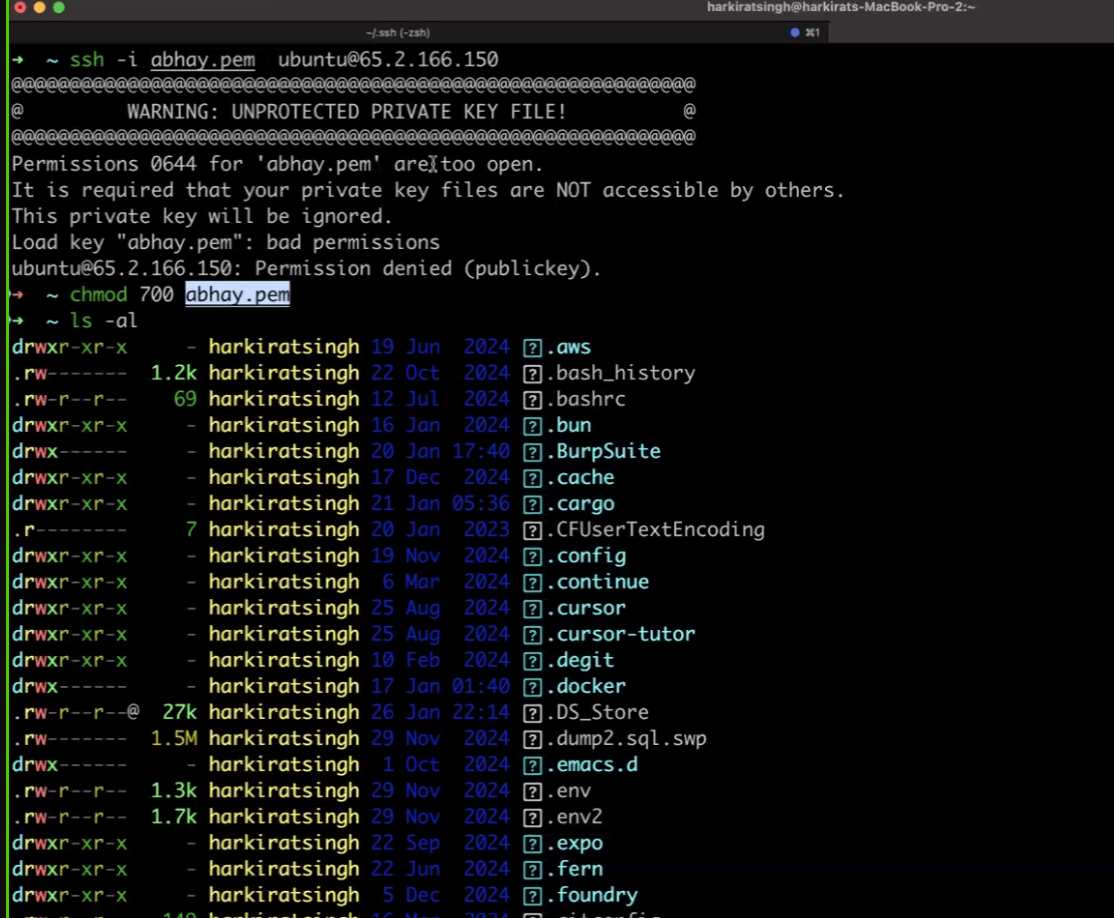 harkiratsingh@harkirats-MacBook-Pro-2:~
~/.ssh (-zsh) ⌘1
→ ~ ssh -i abhay.pem ubuntu@65.2.166.150
@@@@@@@@@@@@@@@@@@@@@@@@@@@@@@@@@@@@@@@@@@@@@@@@@@@@@@@@@@@
@ WARNING: UNPROTECTED PRIVATE KEY FILE! @
@@@@@@@@@@@@@@@@@@@@@@@@@@@@@@@@@@@@@@@@@@@@@@@@@@@@@@@@@@@
Permissions 0644 for 'abhay.pem' are too open.
It is required that your private key files are NOT accessible by others.
This private key will be ignored.
Load key "abhay.pem": bad permissions
ubuntu@65.2.166.150: Permission denied (publickey).
→ ~ chmod 700 abhay.pem
→ ~ ls -al
drwxr-xr-x - harkiratsingh 19 Jun 2024 .aws
.rw------- 1.2k harkiratsingh 22 Oct 2024 .bash_history
.rw-r--r-- 69 harkiratsingh 12 Jul 2024 .bashrc
drwxr-xr-x - harkiratsingh 16 Jan 2024 .bun
drwx------ - harkiratsingh 20 Jan 17:40 .BurpSuite
drwxr-xr-x - harkiratsingh 17 Dec 2024 .cache
drwxr-xr-x - harkiratsingh 21 Jan 05:36 .cargo
.r-------- 7 harkiratsingh 20 Jan 2023 .CFUserTextEncoding
drwxr-xr-x - harkiratsingh 19 Nov 2024 .config
drwxr-xr-x - harkiratsingh 6 Mar 2024 .continue
drwxr-xr-x - harkiratsingh 25 Aug 2024 .cursor
drwxr-xr-x - harkiratsingh 25 Aug 2024 .cursor-tutor
drwxr-xr-x - harkiratsingh 10 Feb 2024 .degit
drwx------ - harkiratsingh 17 Jan 01:40 .docker
.rw-r--r--@ 27k harkiratsingh 26 Jan 22:14 .DS_Store
.rw------- 1.5M harkiratsingh 29 Nov 2024 .dump2.sql.swp
drwx------ - harkiratsingh 1 Oct 2024 .emacs.d
.rw-r--r-- 1.3k harkiratsingh 29 Nov 2024 .env
.rw-r--r-- 1.7k harkiratsingh 29 Nov 2024 .env2
drwxr-xr-x - harkiratsingh 22 Sep 2024 .expo
drwxr-xr-x - harkiratsingh 22 Jun 2024 .fern
drwxr-xr-x - harkiratsingh 5 Dec 2024 .foundry